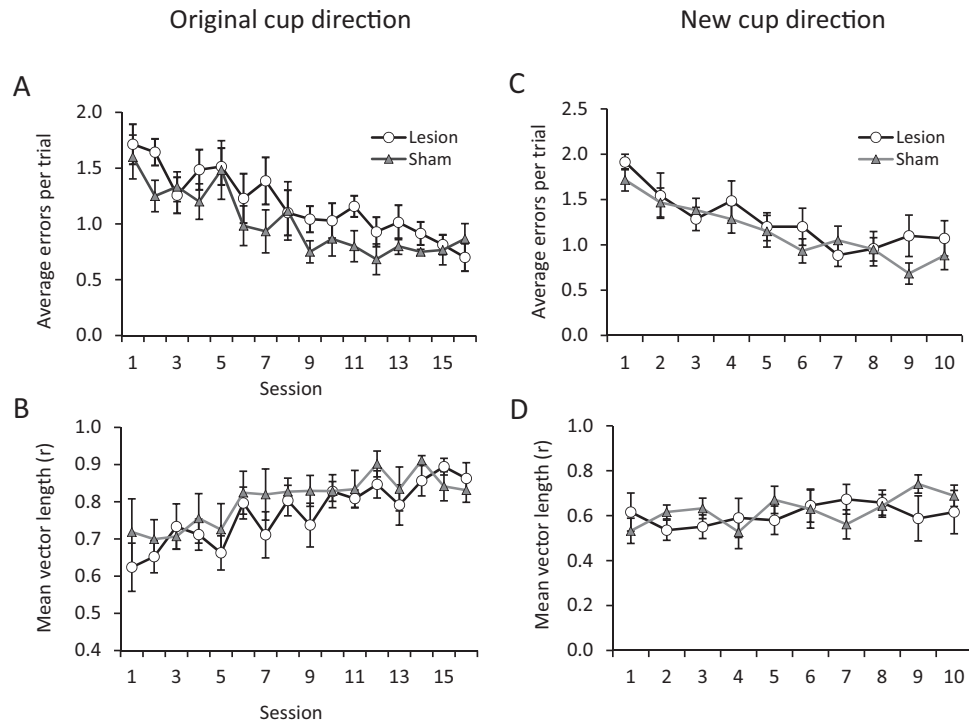 Original cup direction
New cup direction
A
Average errors per trial
2.0
1.5
1.0
0.5
0.0
Lesion
Sham
1 3 5 7 9 11 13 15
Session
C
Average errors per trial
2.5
2.0
1.5
1.0
0.5
0.0
Lesion
Sham
1 2 3 4 5 6 7 8 9 10
B
Mean vector length (r)
1.0
0.9
0.8
0.7
0.6
0.5
0.4
1 3 5 7 9 11 13 15
Session
D
Mean vector length (r)
1.0
0.8
0.6
0.4
0.2
0.0
1 2 3 4 5 6 7 8 9 10